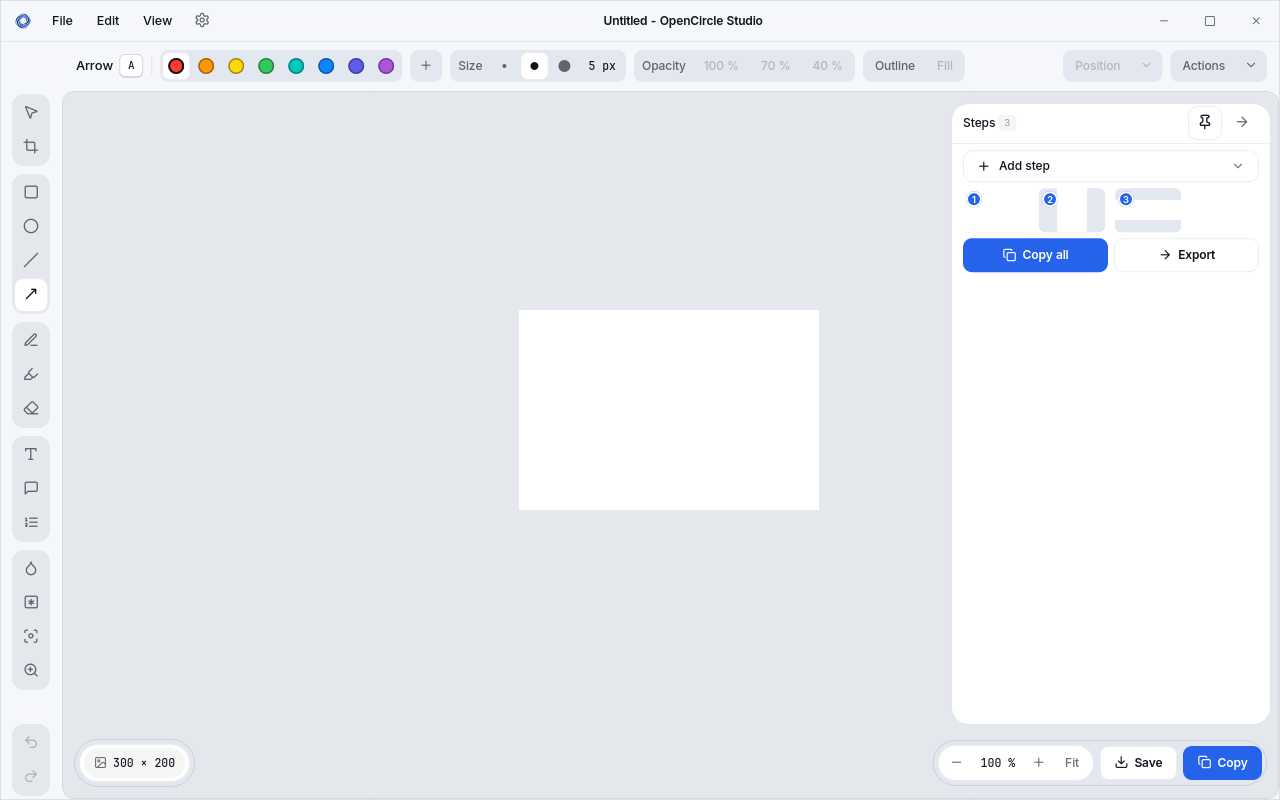 File Edit View
Untitled - OpenCircle Studio
Arrow A
Size 5 px
Opacity 100 % 70 % 40 %
Outline Fill
Position
Actions
Steps 3
Add step
1 2 3
Copy all
Export
300 × 200
100 %
Fit
Save
Copy